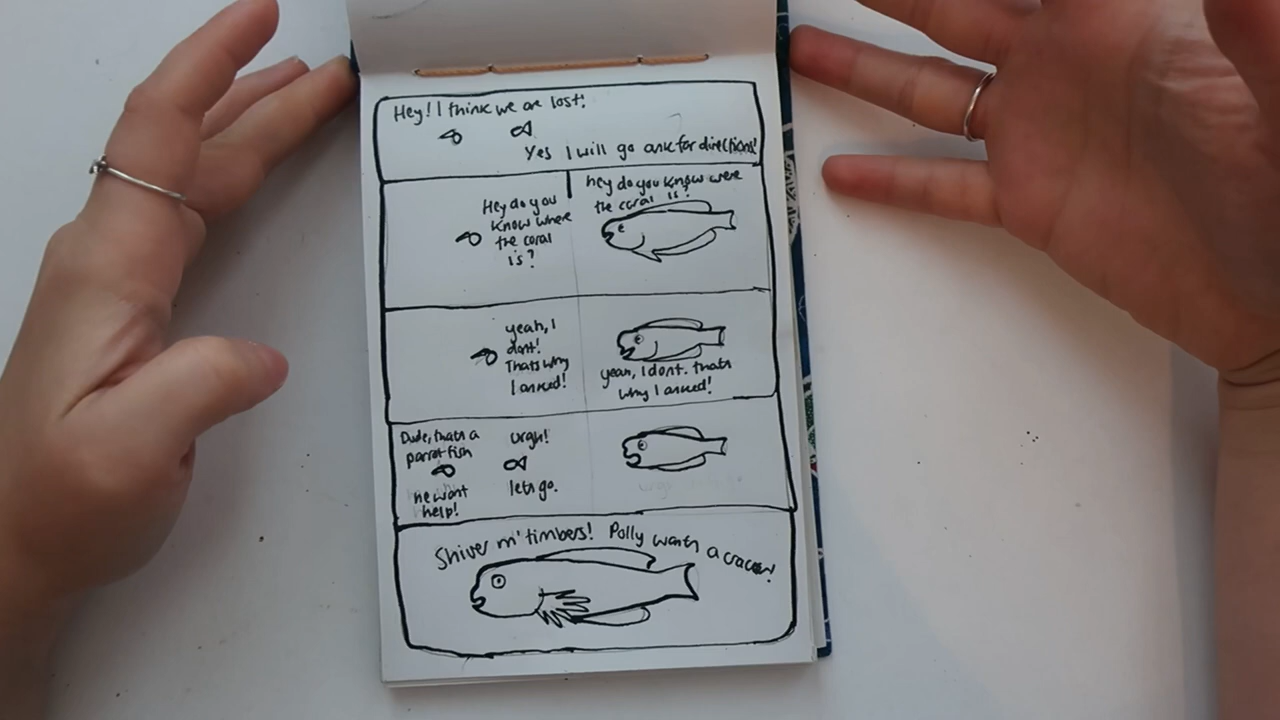 Hey! I think we are lost!
Yes I will go ask for directions!
Hey do you
know where
the coral
is?
hey do you know were
the coral is?
yeah, I
dont!
Thats why
I asked!
yeah, I dont. thats
why I asked!
Dude, thats a
parrotfish
he wont
help!
urgh!
lets go.
Shiver m' timbers! Polly wants a cracker!